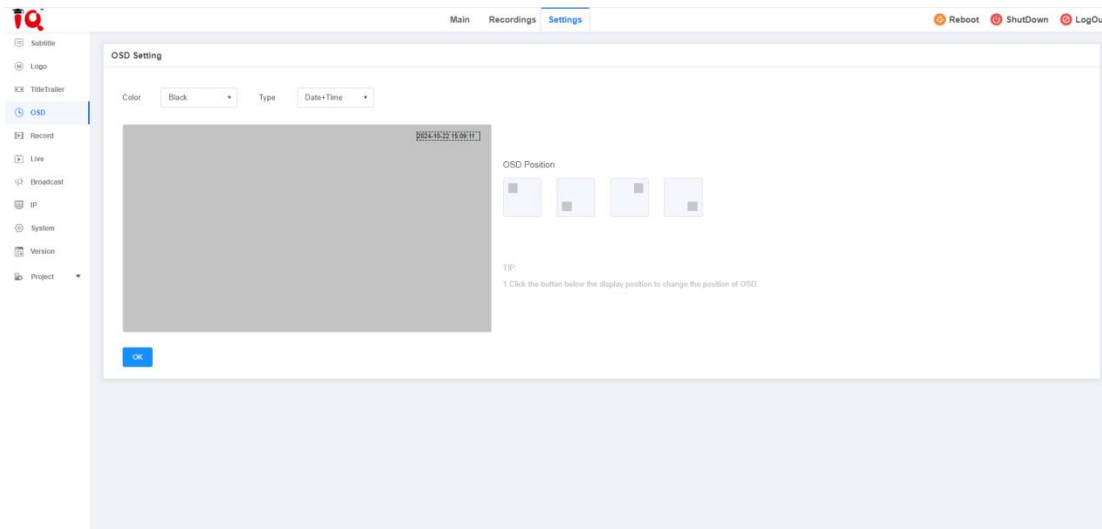 IQ
Main Recordings Settings Reboot ShutDown LogOu
Subtitle
Logo
TitleTrailer
OSD
Record
Live
Broadcast
IP
System
Version
Project
OSD Setting
Color Black Type Date+Time
2024-10-22 15:09:11
OSD Position
TIP:
1 Click the button below the display position to change the position of OSD
OK